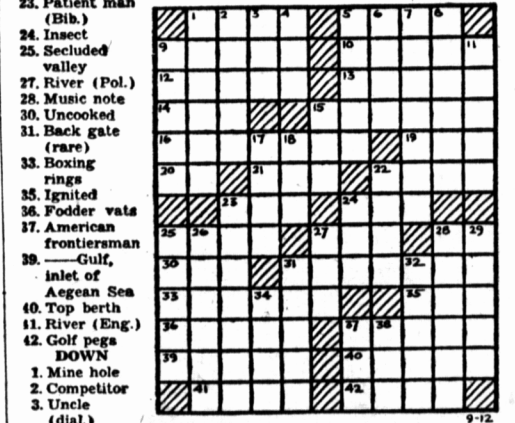 23. Patient man
(Bib.)
24. Insect
25. Secluded
valley
27. River (Pol.)
28. Music note
30. Uncooked
31. Back gate
(rare)
33. Boxing
rings
35. Ignited
36. Fodder vats
37. American
frontiersman
39. ——Gulf,
inlet of
Aegean Sea
40. Top berth
41. River (Eng.)
42. Golf pegs
DOWN
1. Mine hole
2. Competitor
3. Uncle
(dial.)
1 2 3 4 5 6 7 8
9 10 11
12 13
14 15
16 17 18 19
20 21 22
23 24
25 26 27 28 29
30 31 32
33 34 35
36 37 38
39 40
41 42
9-12